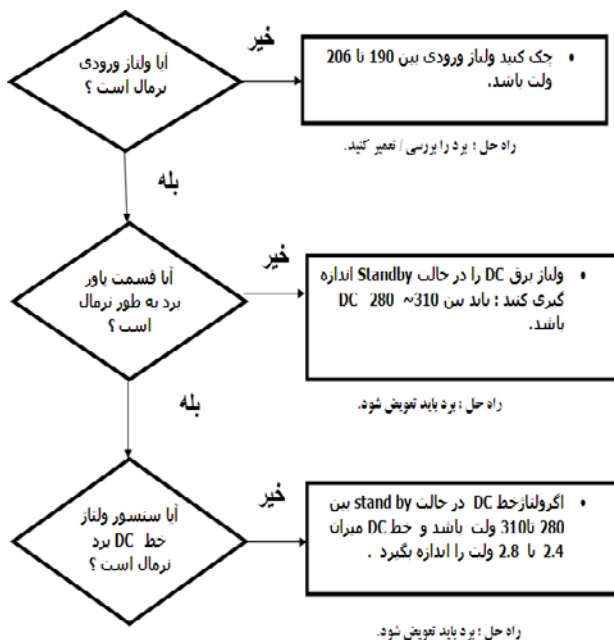 آیا ولتاژ ورودی
نرمال است ؟
خیر
• چک کنید ولتاژ ورودی بین 190 تا 206
ولت باشد.
راه حل : برد را بررسی / تعمیر کنید.
بله
آیا قسمت پاور
برد به طور نرمال
است ؟
خیر
• ولتاژ برق DC را در حالت Standby اندازه
گیری کنید : باید بین 310~ 280 DC
باشد.
راه حل : برد باید تعویض شود.
بله
آیا سنسور ولتاژ
خط DC برد
نرمال است ؟
خیر
• اگرولتاژخط DC در حالت stand by بین
280 تا310 ولت باشد و خط DC میزان
2.4 تا 2.8 ولت را اندازه بگیرد .
راه حل : برد باید تعویض شود.